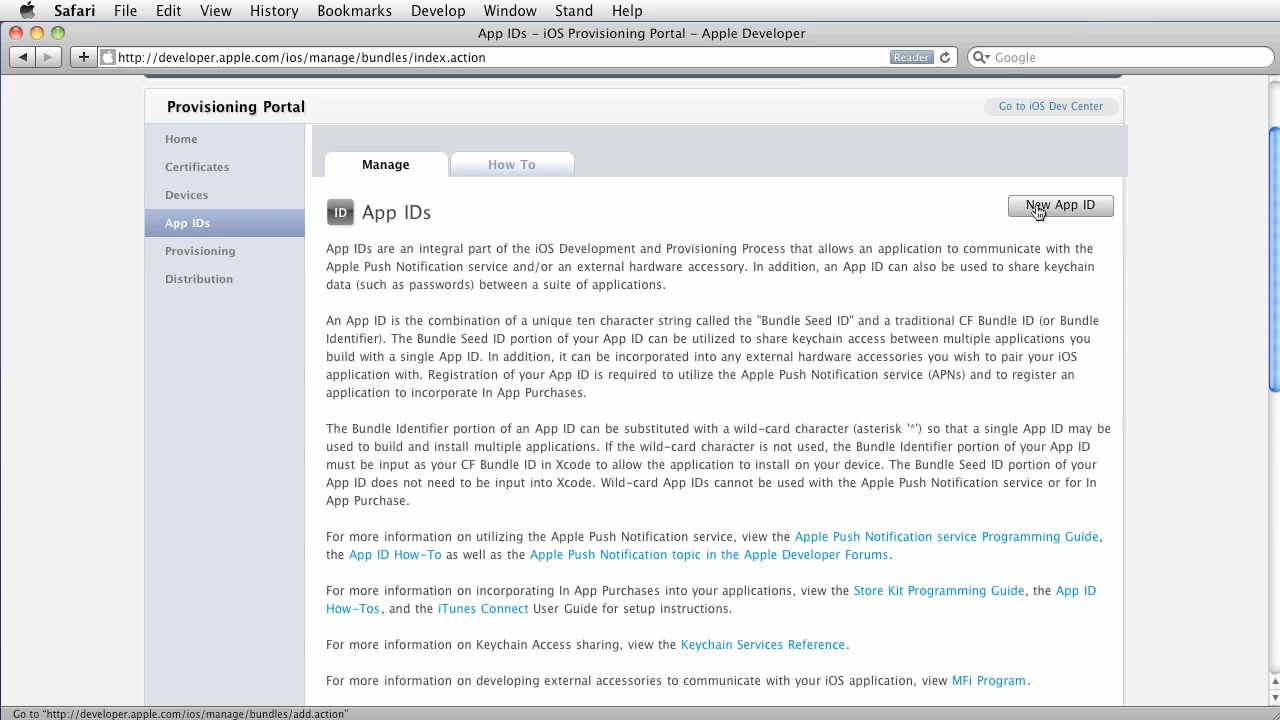 Safari File Edit View History Bookmarks Develop Window Stand Help
App IDs – iOS Provisioning Portal – Apple Developer
http://developer.apple.com/ios/manage/bundles/index.action Reader Google
Provisioning Portal Go to iOS Dev Center
Home
Certificates
Devices
App IDs
Provisioning
Distribution
Manage How To
ID App IDs New App ID
App IDs are an integral part of the iOS Development and Provisioning Process that allows an application to communicate with the
Apple Push Notification service and/or an external hardware accessory. In addition, an App ID can also be used to share keychain
data (such as passwords) between a suite of applications.
An App ID is the combination of a unique ten character string called the "Bundle Seed ID" and a traditional CF Bundle ID (or Bundle
Identifier). The Bundle Seed ID portion of your App ID can be utilized to share keychain access between multiple applications you
build with a single App ID. In addition, it can be incorporated into any external hardware accessories you wish to pair your iOS
application with. Registration of your App ID is required to utilize the Apple Push Notification service (APNs) and to register an
application to incorporate In App Purchases.
The Bundle Identifier portion of an App ID can be substituted with a wild-card character (asterisk '*') so that a single App ID may be
used to build and install multiple applications. If the wild-card character is not used, the Bundle Identifier portion of your App ID
must be input as your CF Bundle ID in Xcode to allow the application to install on your device. The Bundle Seed ID portion of your
App ID does not need to be input into Xcode. Wild-card App IDs cannot be used with the Apple Push Notification service or for In
App Purchase.
For more information on utilizing the Apple Push Notification service, view the Apple Push Notification service Programming Guide,
the App ID How-To as well as the Apple Push Notification topic in the Apple Developer Forums.
For more information on incorporating In App Purchases into your applications, view the Store Kit Programming Guide, the App ID
How-Tos, and the iTunes Connect User Guide for setup instructions.
For more information on Keychain Access sharing, view the Keychain Services Reference.
For more information on developing external accessories to communicate with your iOS application, view MFi Program.
Go to "http://developer.apple.com/ios/manage/bundles/add.action"